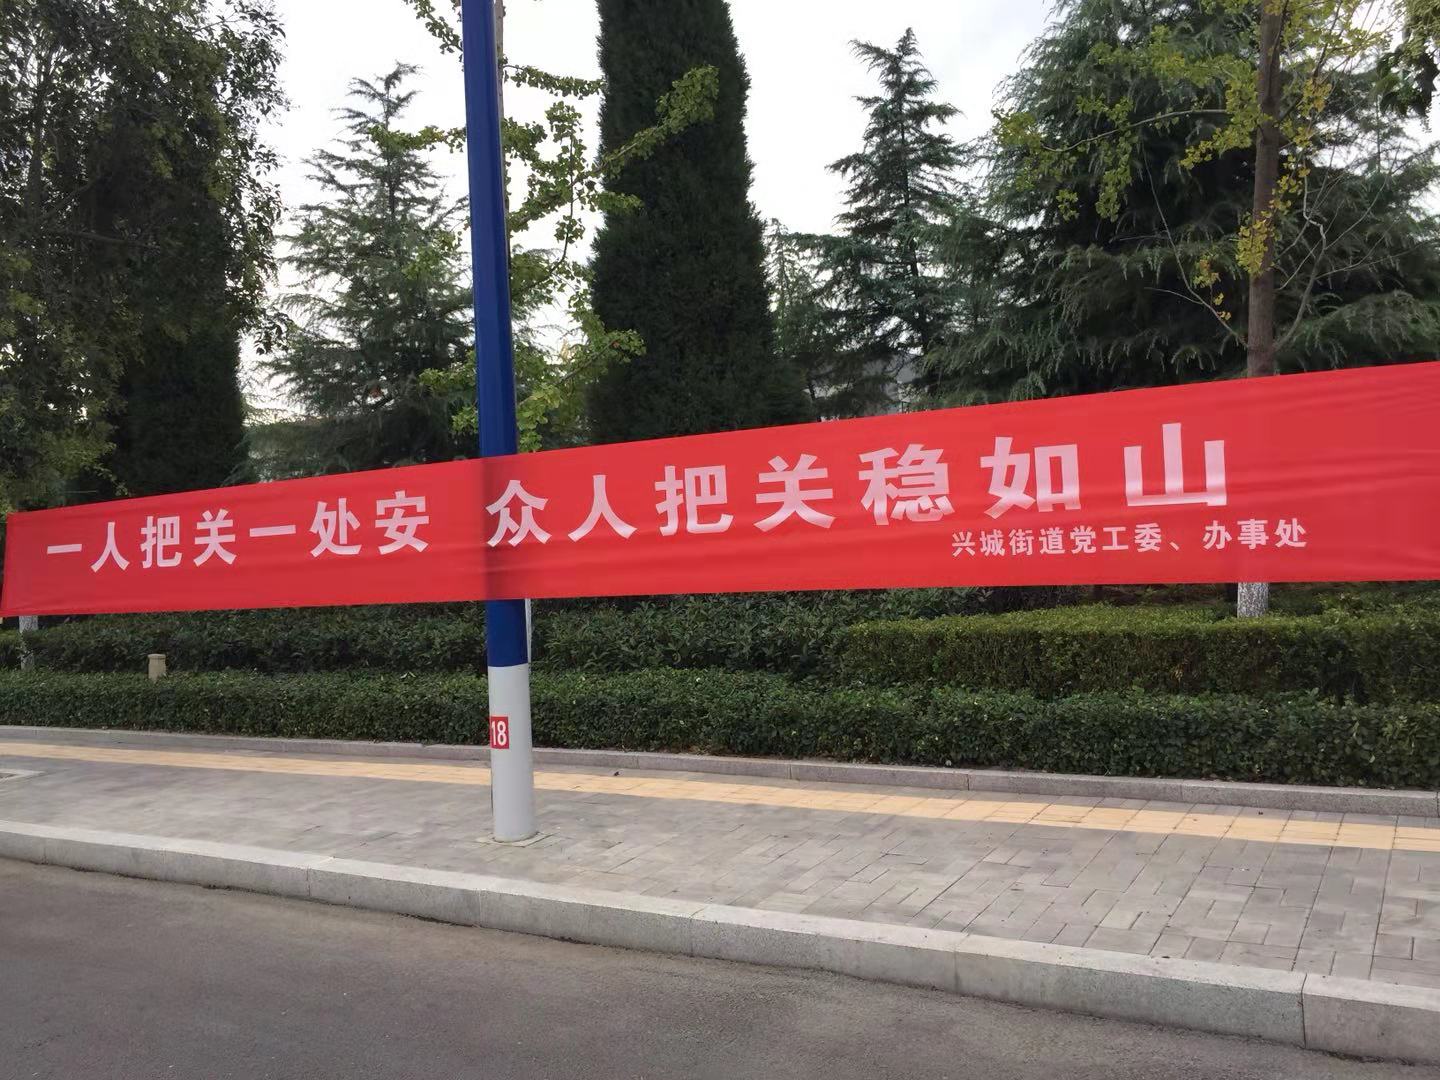 一人把关一处安 众人把关稳如山
兴城街道党工委、办事处
18